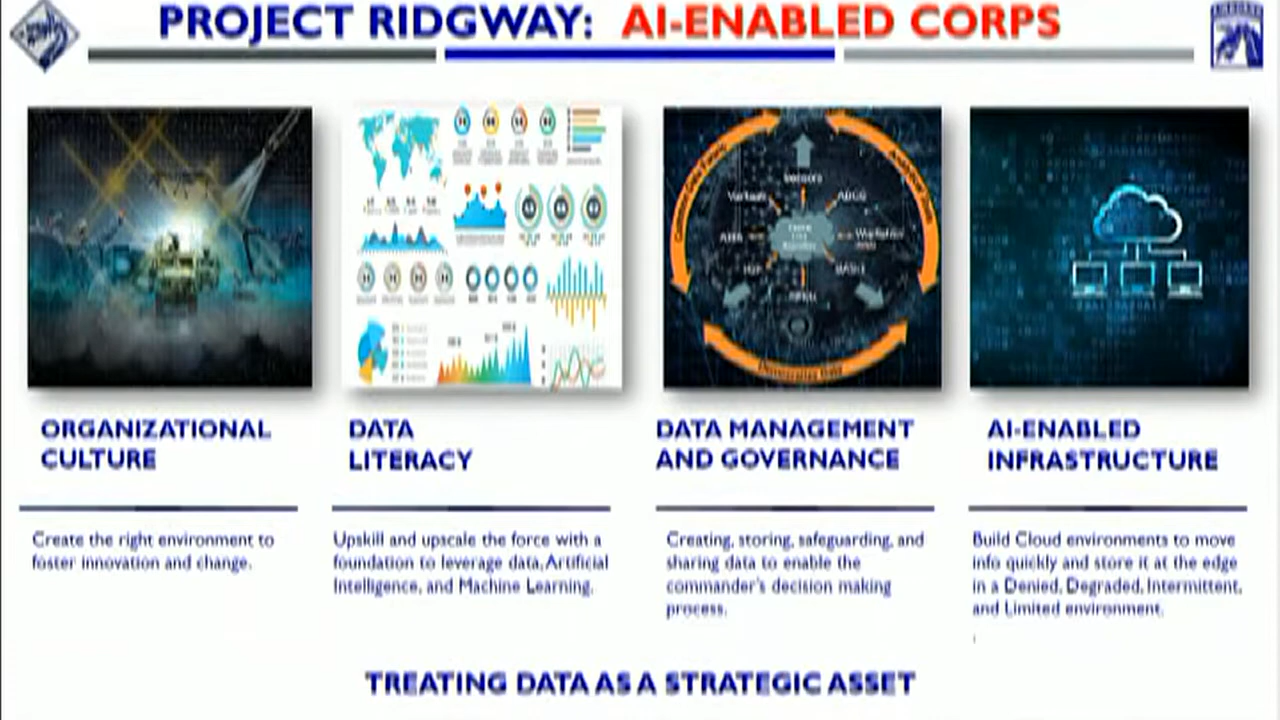 PROJECT RIDGWAY: AI-ENABLED CORPS
AIRBORNE
ORGANIZATIONAL
CULTURE
Create the right environment to
foster innovation and change.
DATA
LITERACY
Upskill and upscale the force with a
foundation to leverage data, Artificial
Intelligence, and Machine Learning.
DATA MANAGEMENT
AND GOVERNANCE
Creating, storing, safeguarding, and
sharing data to enable the
commander's decision making
process.
AI-ENABLED
INFRASTRUCTURE
Build Cloud environments to move
info quickly and store it at the edge
in a Denied, Degraded, Intermittent,
and Limited environment.
TREATING DATA AS A STRATEGIC ASSET